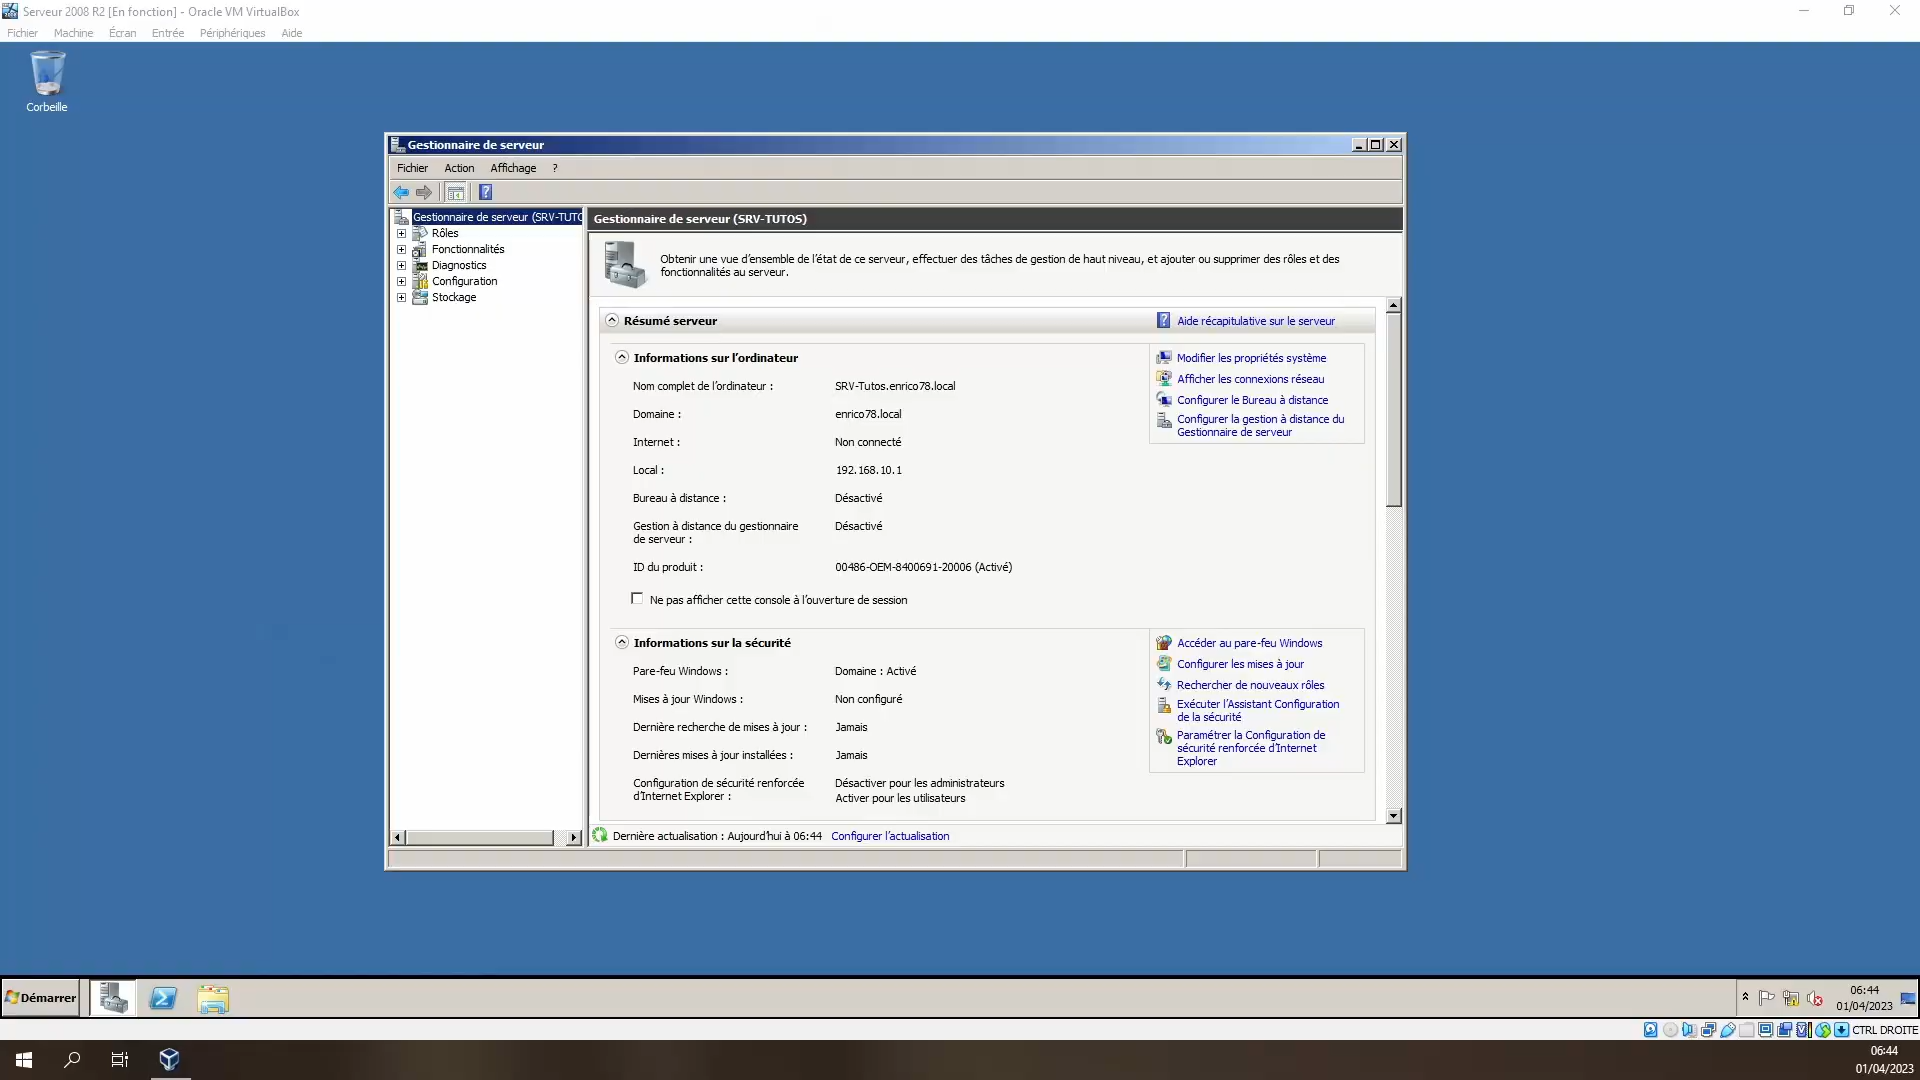 Serveur 2008 R2 [En fonction] - Oracle VM VirtualBox
Fichier Machine Écran Entrée Périphériques Aide
Corbeille
Gestionnaire de serveur
Fichier Action Affichage ?
Gestionnaire de serveur (SRV-TUTO
Rôles
Fonctionnalités
Diagnostics
Configuration
Stockage
Gestionnaire de serveur (SRV-TUTOS)
Obtenir une vue d'ensemble de l'état de ce serveur, effectuer des tâches de gestion de haut niveau, et ajouter ou supprimer des rôles et des
fonctionnalités au serveur.
Résumé serveur
Aide récapitulative sur le serveur
Informations sur l'ordinateur
Nom complet de l'ordinateur : SRV-Tutos.enrico78.local
Domaine : enrico78.local
Internet : Non connecté
Local : 192.168.10.1
Bureau à distance : Désactivé
Gestion à distance du gestionnaire Désactivé
de serveur :
ID du produit : 00486-OEM-8400691-20006 (Activé)
Ne pas afficher cette console à l'ouverture de session
Modifier les propriétés système
Afficher les connexions réseau
Configurer le Bureau à distance
Configurer la gestion à distance du
Gestionnaire de serveur
Informations sur la sécurité
Pare-feu Windows : Domaine : Activé
Mises à jour Windows : Non configuré
Dernière recherche de mises à jour : Jamais
Dernières mises à jour installées : Jamais
Configuration de sécurité renforcée Désactiver pour les administrateurs
d'Internet Explorer : Activer pour les utilisateurs
Accéder au pare-feu Windows
Configurer les mises à jour
Rechercher de nouveaux rôles
Exécuter l'Assistant Configuration
de la sécurité
Paramétrer la Configuration de
sécurité renforcée d'Internet
Explorer
Dernière actualisation : Aujourd'hui à 06:44 Configurer l'actualisation
Démarrer
06:44
01/04/2023
CTRL DROITE
06:44
01/04/2023